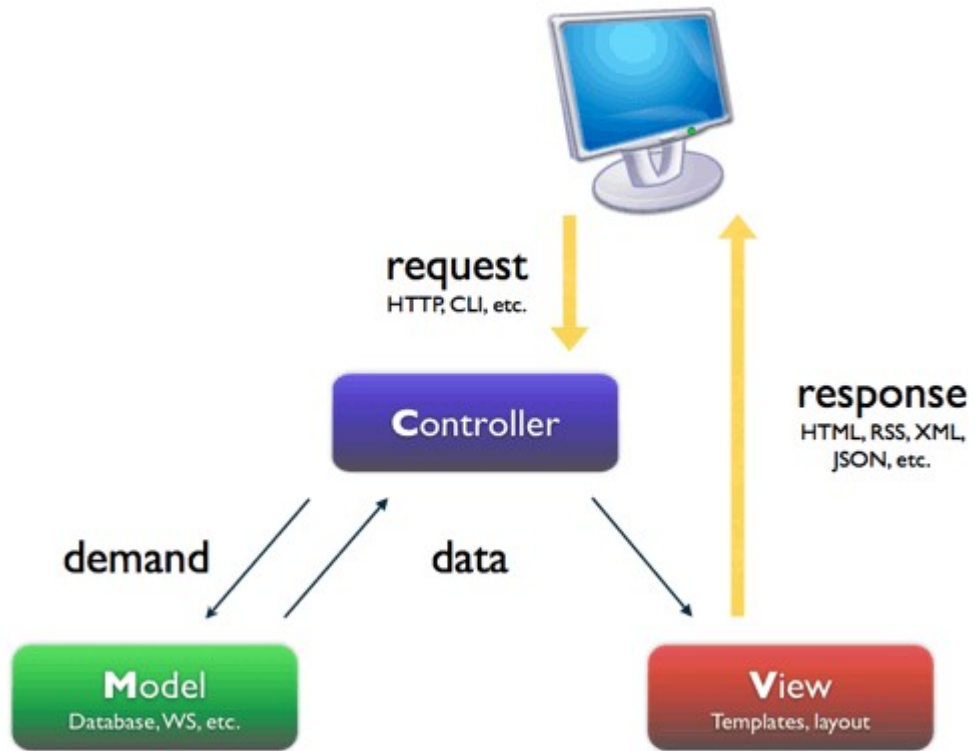 request
HTTP, CLI, etc.
Controller
response
HTML, RSS, XML,
JSON, etc.
demand
data
Model
Database, WS, etc.
View
Templates, layout